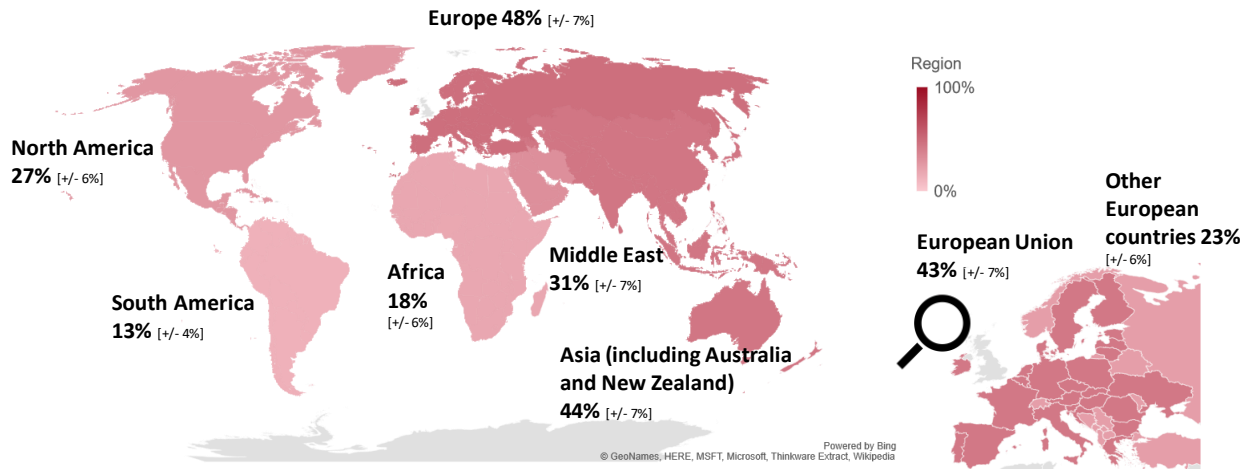 Europe 48% [+/- 7%]
Region
100%
0%
North America
27% [+/- 6%]
Other
European
countries 23%
[+/- 6%]
European Union
43% [+/- 7%]
Middle East
31% [+/- 7%]
Africa
18%
[+/- 6%]
South America
13% [+/- 4%]
Asia (including Australia
and New Zealand)
44% [+/- 7%]
Powered by Bing
© GeoNames, HERE, MSFT, Microsoft, Thinkware Extract, Wikipedia